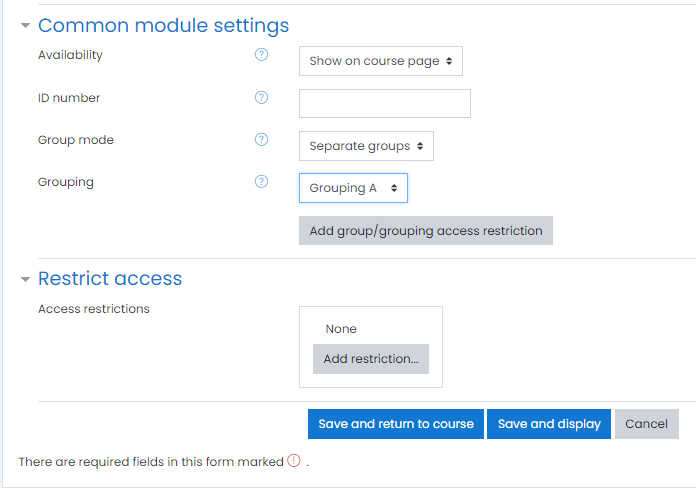 Common module settings
Availability
Show on course page
ID number
Group mode
Separate groups
Grouping
Grouping A
Add group/grouping access restriction
Restrict access
Access restrictions
None
Add restriction...
Save and return to course
Save and display
Cancel
There are required fields in this form marked .